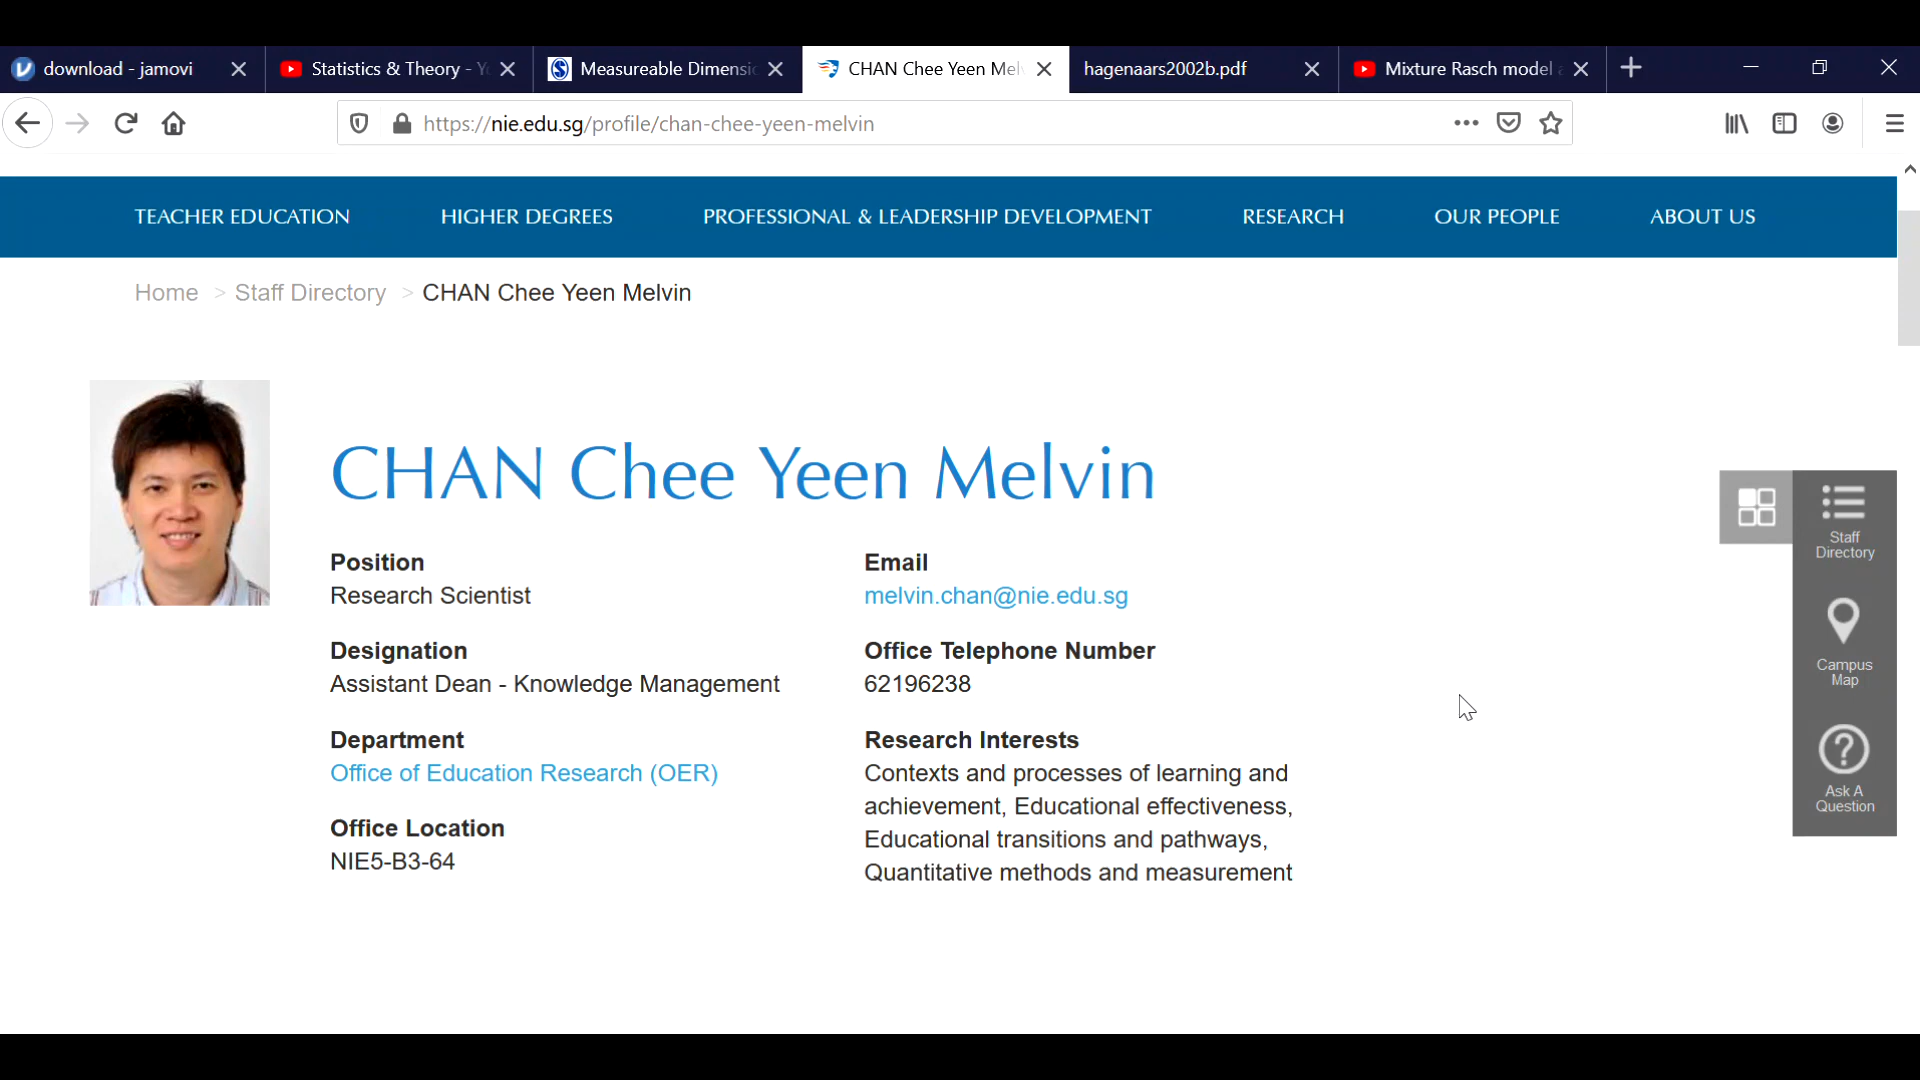 download - jamovi
Statistics & Theory - Y
Measureable Dimensi
CHAN Chee Yeen Mel
hagenaars2002b.pdf
Mixture Rasch model a
https://nie.edu.sg/profile/chan-chee-yeen-melvin
TEACHER EDUCATION HIGHER DEGREES PROFESSIONAL & LEADERSHIP DEVELOPMENT RESEARCH OUR PEOPLE ABOUT US
Home > Staff Directory > CHAN Chee Yeen Melvin
CHAN Chee Yeen Melvin
Position
Research Scientist
Designation
Assistant Dean - Knowledge Management
Department
Office of Education Research (OER)
Office Location
NIE5-B3-64
Email
melvin.chan@nie.edu.sg
Office Telephone Number
62196238
Research Interests
Contexts and processes of learning and
achievement, Educational effectiveness,
Educational transitions and pathways,
Quantitative methods and measurement
Staff
Directory
Campus
Map
Ask A
Question